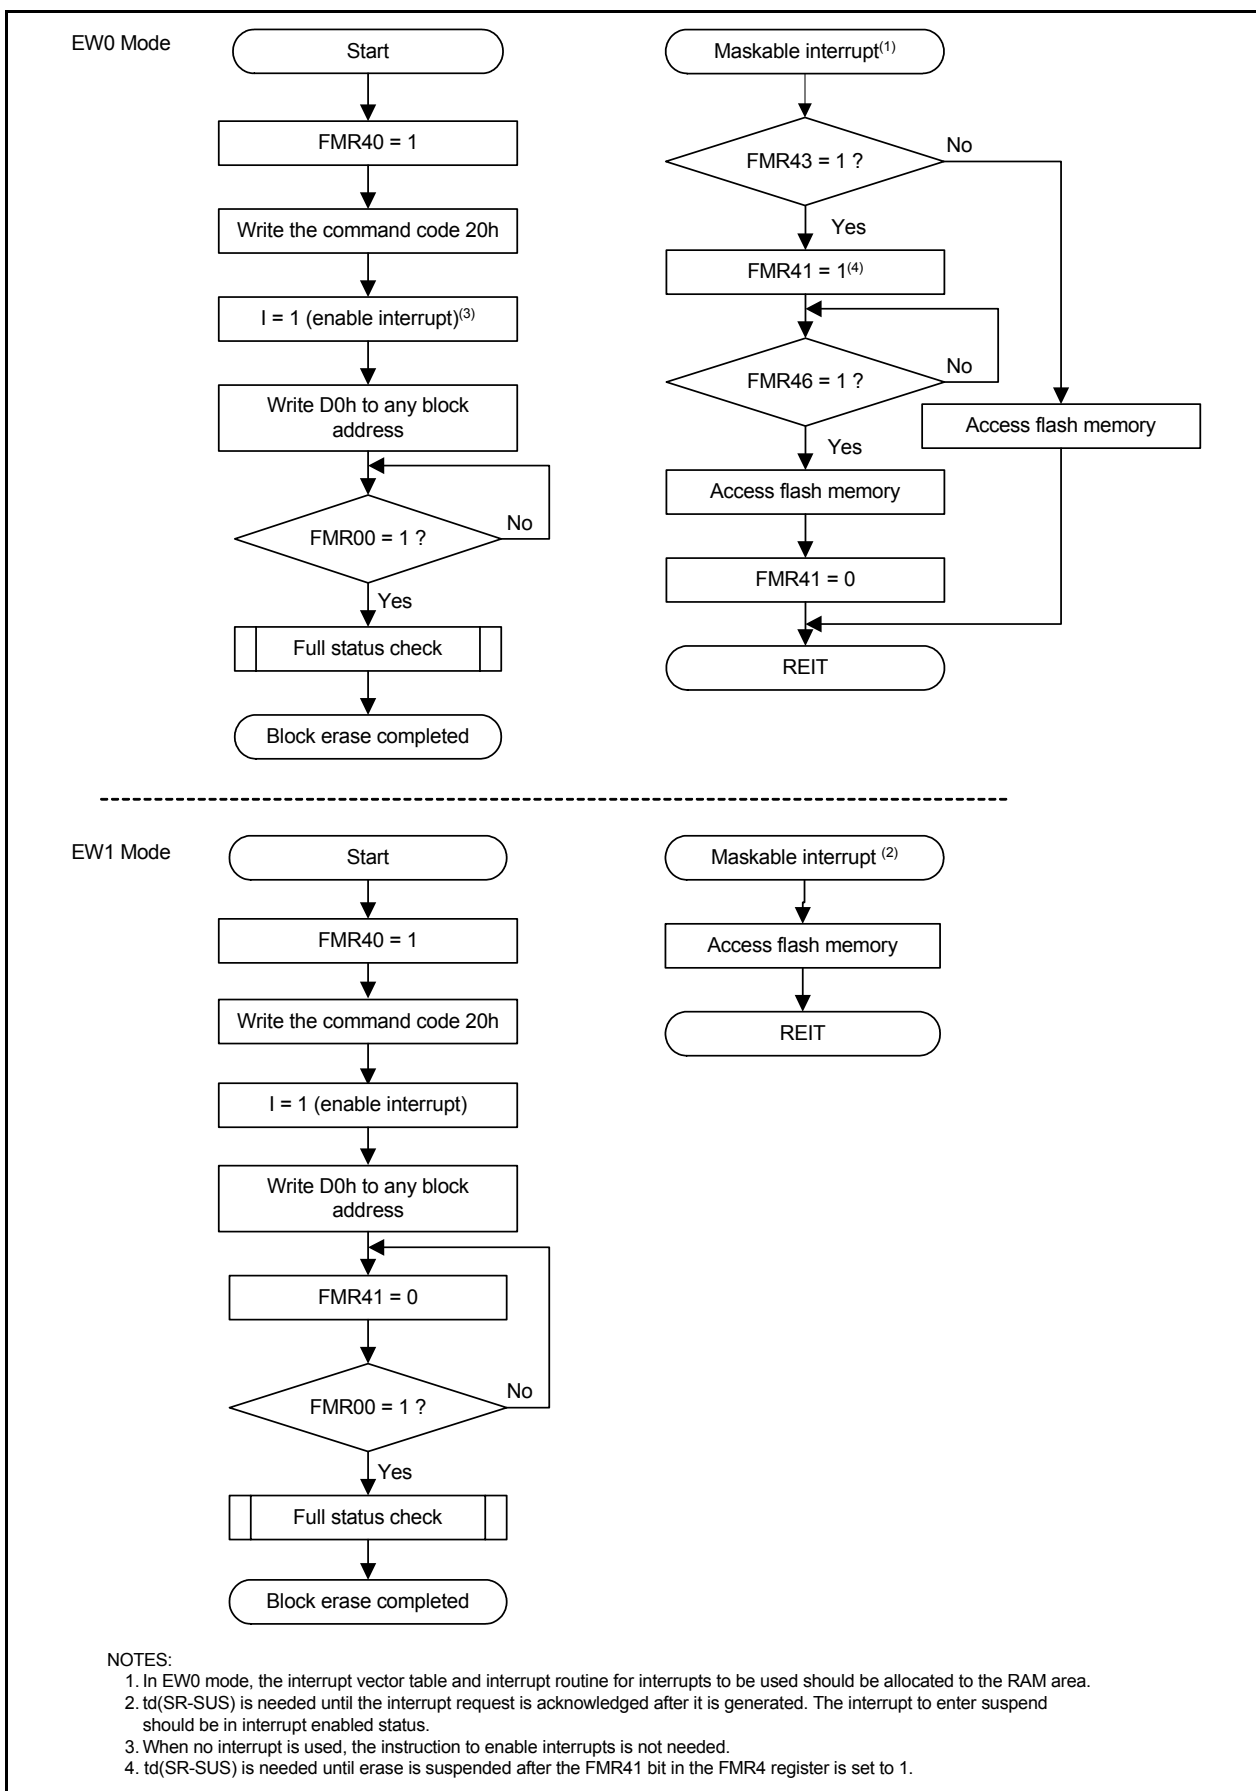 EW0 Mode
Start
FMR40 = 1
Write the command code 20h
I = 1 (enable interrupt)(3)
Write D0h to any block
address
FMR00 = 1 ?
No
Yes
Full status check
Block erase completed
Maskable interrupt(1)
FMR43 = 1 ?
No
Yes
FMR41 = 1(4)
FMR46 = 1 ?
No
Yes
Access flash memory
Access flash memory
FMR41 = 0
REIT
EW1 Mode
Start
FMR40 = 1
Write the command code 20h
I = 1 (enable interrupt)
Write D0h to any block
address
FMR41 = 0
FMR00 = 1 ?
No
Yes
Full status check
Block erase completed
Maskable interrupt (2)
Access flash memory
REIT
NOTES:
1. In EW0 mode, the interrupt vector table and interrupt routine for interrupts to be used should be allocated to the RAM area.
2. td(SR-SUS) is needed until the interrupt request is acknowledged after it is generated. The interrupt to enter suspend
should be in interrupt enabled status.
3. When no interrupt is used, the instruction to enable interrupts is not needed.
4. td(SR-SUS) is needed until erase is suspended after the FMR41 bit in the FMR4 register is set to 1.